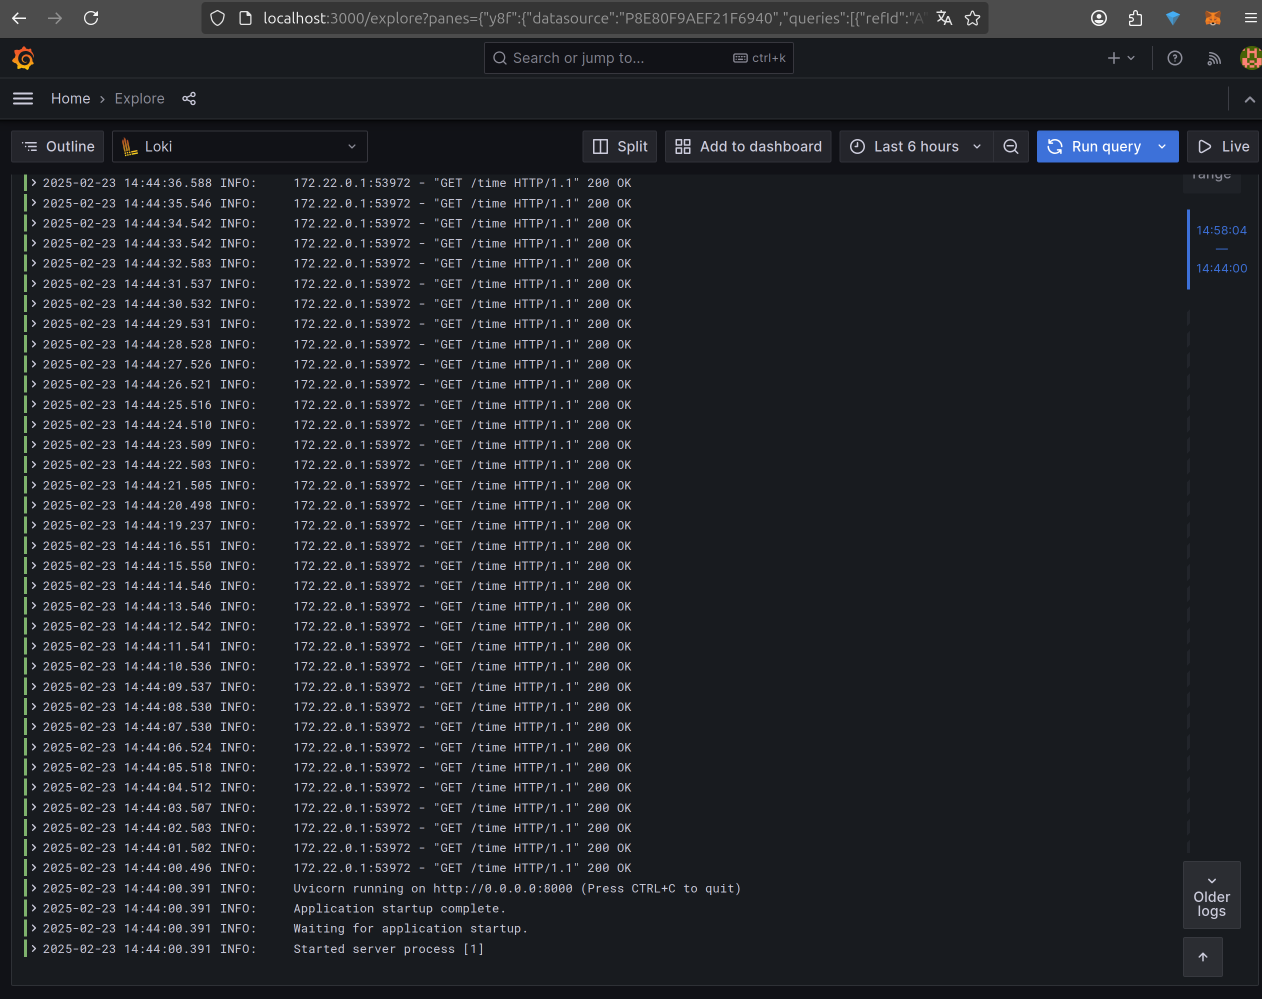 localhost:3000/explore?panes={"y8f":{"datasource":"P8E80F9AEF21F6940","queries":[{"refId":"A"
Search or jump to... ctrl+k
Home › Explore
Outline Loki Split Add to dashboard Last 6 hours Run query Live
range
2025-02-23 14:44:36.588 INFO: 172.22.0.1:53972 - "GET /time HTTP/1.1" 200 OK
2025-02-23 14:44:35.546 INFO: 172.22.0.1:53972 - "GET /time HTTP/1.1" 200 OK
2025-02-23 14:44:34.542 INFO: 172.22.0.1:53972 - "GET /time HTTP/1.1" 200 OK
14:58:04
2025-02-23 14:44:33.542 INFO: 172.22.0.1:53972 - "GET /time HTTP/1.1" 200 OK
—
2025-02-23 14:44:32.583 INFO: 172.22.0.1:53972 - "GET /time HTTP/1.1" 200 OK
14:44:00
2025-02-23 14:44:31.537 INFO: 172.22.0.1:53972 - "GET /time HTTP/1.1" 200 OK
2025-02-23 14:44:30.532 INFO: 172.22.0.1:53972 - "GET /time HTTP/1.1" 200 OK
2025-02-23 14:44:29.531 INFO: 172.22.0.1:53972 - "GET /time HTTP/1.1" 200 OK
2025-02-23 14:44:28.528 INFO: 172.22.0.1:53972 - "GET /time HTTP/1.1" 200 OK
2025-02-23 14:44:27.526 INFO: 172.22.0.1:53972 - "GET /time HTTP/1.1" 200 OK
2025-02-23 14:44:26.521 INFO: 172.22.0.1:53972 - "GET /time HTTP/1.1" 200 OK
2025-02-23 14:44:25.516 INFO: 172.22.0.1:53972 - "GET /time HTTP/1.1" 200 OK
2025-02-23 14:44:24.510 INFO: 172.22.0.1:53972 - "GET /time HTTP/1.1" 200 OK
2025-02-23 14:44:23.509 INFO: 172.22.0.1:53972 - "GET /time HTTP/1.1" 200 OK
2025-02-23 14:44:22.503 INFO: 172.22.0.1:53972 - "GET /time HTTP/1.1" 200 OK
2025-02-23 14:44:21.505 INFO: 172.22.0.1:53972 - "GET /time HTTP/1.1" 200 OK
2025-02-23 14:44:20.498 INFO: 172.22.0.1:53972 - "GET /time HTTP/1.1" 200 OK
2025-02-23 14:44:19.237 INFO: 172.22.0.1:53972 - "GET /time HTTP/1.1" 200 OK
2025-02-23 14:44:16.551 INFO: 172.22.0.1:53972 - "GET /time HTTP/1.1" 200 OK
2025-02-23 14:44:15.550 INFO: 172.22.0.1:53972 - "GET /time HTTP/1.1" 200 OK
2025-02-23 14:44:14.546 INFO: 172.22.0.1:53972 - "GET /time HTTP/1.1" 200 OK
2025-02-23 14:44:13.546 INFO: 172.22.0.1:53972 - "GET /time HTTP/1.1" 200 OK
2025-02-23 14:44:12.542 INFO: 172.22.0.1:53972 - "GET /time HTTP/1.1" 200 OK
2025-02-23 14:44:11.541 INFO: 172.22.0.1:53972 - "GET /time HTTP/1.1" 200 OK
2025-02-23 14:44:10.536 INFO: 172.22.0.1:53972 - "GET /time HTTP/1.1" 200 OK
2025-02-23 14:44:09.537 INFO: 172.22.0.1:53972 - "GET /time HTTP/1.1" 200 OK
2025-02-23 14:44:08.530 INFO: 172.22.0.1:53972 - "GET /time HTTP/1.1" 200 OK
2025-02-23 14:44:07.530 INFO: 172.22.0.1:53972 - "GET /time HTTP/1.1" 200 OK
2025-02-23 14:44:06.524 INFO: 172.22.0.1:53972 - "GET /time HTTP/1.1" 200 OK
2025-02-23 14:44:05.518 INFO: 172.22.0.1:53972 - "GET /time HTTP/1.1" 200 OK
2025-02-23 14:44:04.512 INFO: 172.22.0.1:53972 - "GET /time HTTP/1.1" 200 OK
2025-02-23 14:44:03.507 INFO: 172.22.0.1:53972 - "GET /time HTTP/1.1" 200 OK
2025-02-23 14:44:02.503 INFO: 172.22.0.1:53972 - "GET /time HTTP/1.1" 200 OK
2025-02-23 14:44:01.502 INFO: 172.22.0.1:53972 - "GET /time HTTP/1.1" 200 OK
2025-02-23 14:44:00.496 INFO: 172.22.0.1:53972 - "GET /time HTTP/1.1" 200 OK
2025-02-23 14:44:00.391 INFO: Uvicorn running on http://0.0.0.0:8000 (Press CTRL+C to quit)
2025-02-23 14:44:00.391 INFO: Application startup complete.
2025-02-23 14:44:00.391 INFO: Waiting for application startup.
2025-02-23 14:44:00.391 INFO: Started server process [1]
Older
logs